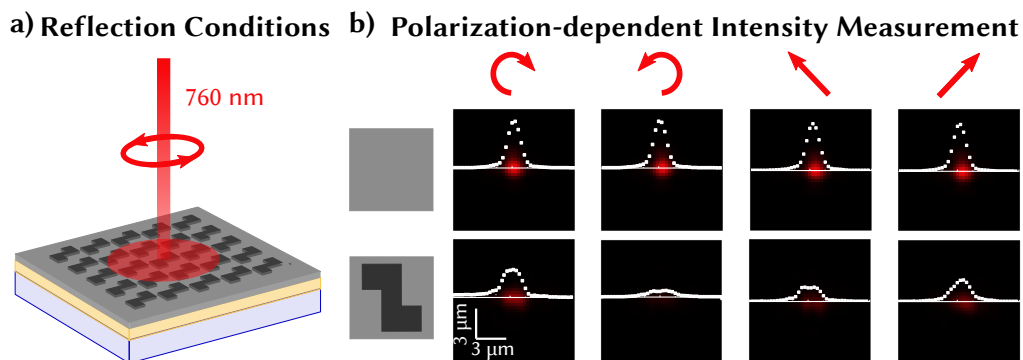 a) Reflection Conditions
760 nm
b) Polarization-dependent Intensity Measurement
3 μm
3 μm